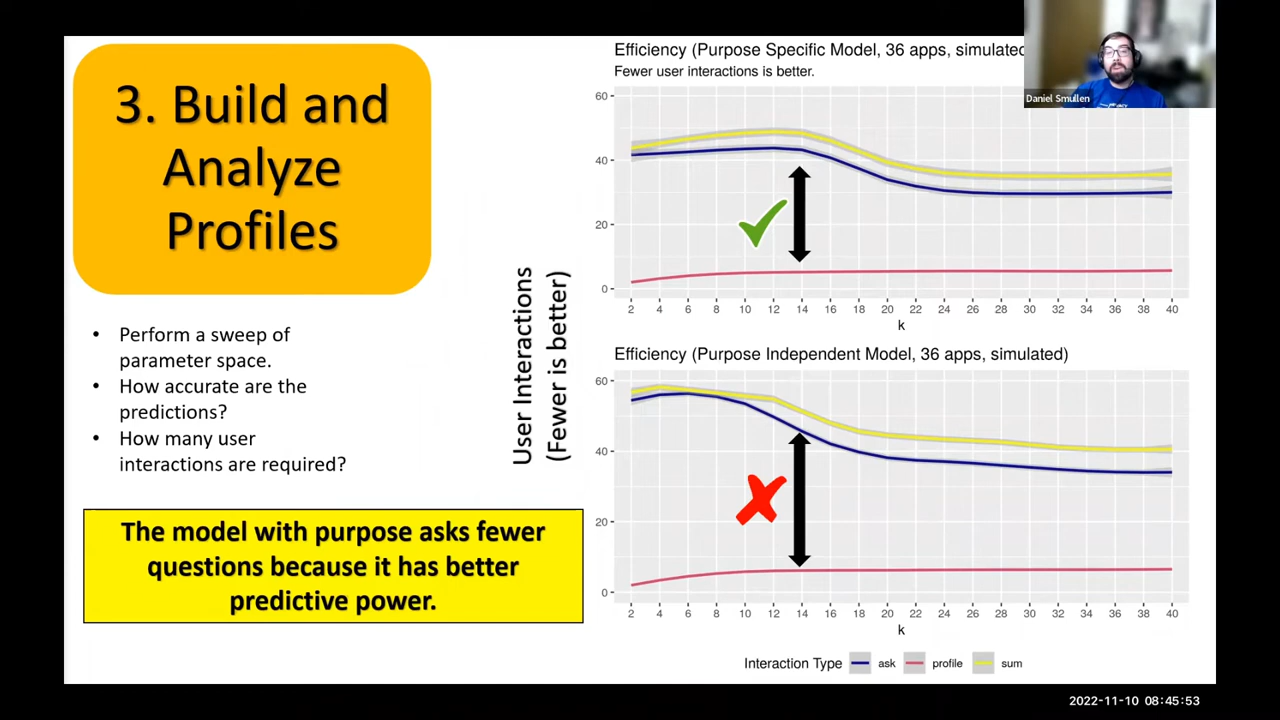 3. Build and
Analyze
Profiles
• Perform a sweep of
parameter space.
• How accurate are the
predictions?
• How many user
interactions are required?
The model with purpose asks fewer
questions because it has better
predictive power.
User Interactions
(Fewer is better)
Efficiency (Purpose Specific Model, 36 apps, simulated
Fewer user interactions is better.
60
40
20
0
2 4 6 8 10 12 14 16 18 20 22 24 26 28 30 32 34 36 38 40
k
Efficiency (Purpose Independent Model, 36 apps, simulated)
60
40
20
0
2 4 6 8 10 12 14 16 18 20 22 24 26 28 30 32 34 36 38 40
k
Interaction Type ask profile sum
Daniel Smullen
2022-11-10 08:45:53